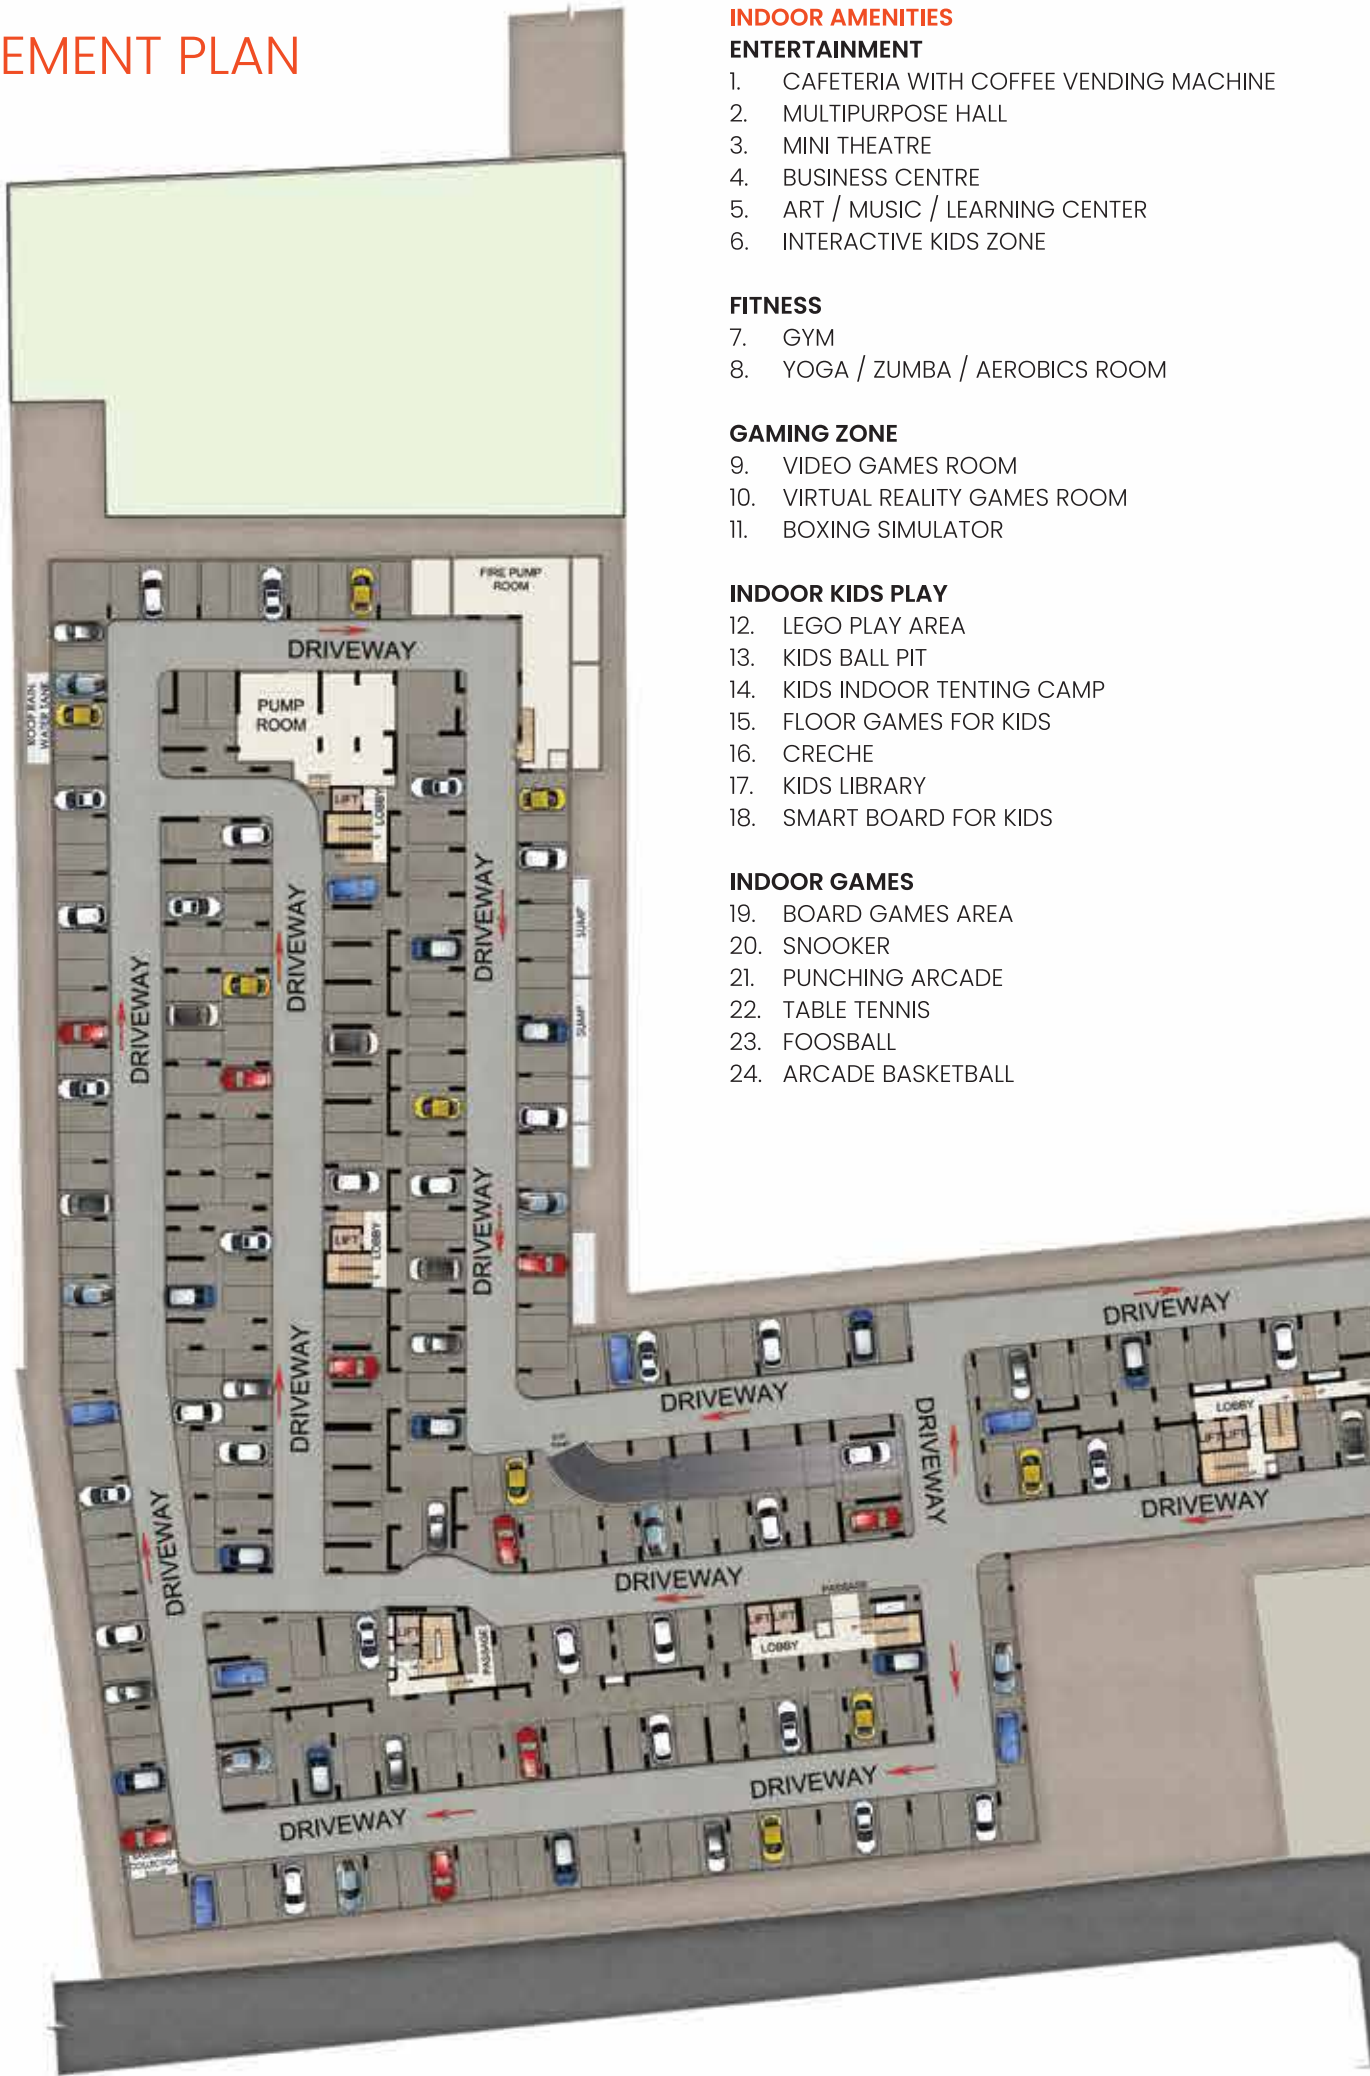 EMENT PLAN
INDOOR AMENITIES
ENTERTAINMENT
1. CAFETERIA WITH COFFEE VENDING MACHINE
2. MULTIPURPOSE HALL
3. MINI THEATRE
4. BUSINESS CENTRE
5. ART / MUSIC / LEARNING CENTER
6. INTERACTIVE KIDS ZONE
FITNESS
7. GYM
8. YOGA / ZUMBA / AEROBICS ROOM
GAMING ZONE
9. VIDEO GAMES ROOM
10. VIRTUAL REALITY GAMES ROOM
11. BOXING SIMULATOR
INDOOR KIDS PLAY
12. LEGO PLAY AREA
13. KIDS BALL PIT
14. KIDS INDOOR TENTING CAMP
15. FLOOR GAMES FOR KIDS
16. CRECHE
17. KIDS LIBRARY
18. SMART BOARD FOR KIDS
INDOOR GAMES
19. BOARD GAMES AREA
20. SNOOKER
21. PUNCHING ARCADE
22. TABLE TENNIS
23. FOOSBALL
24. ARCADE BASKETBALL
FIRE PUMP
ROOM
DRIVEWAY
ROOF RAIN
WATER TANK
PUMP
ROOM
LIFT
LOBBY
DRIVEWAY
DRIVEWAY
DRIVEWAY
SUMP
SUMP
DRIVEWAY
LIFT
LOBBY
DRIVEWAY
DRIVEWAY
DRIVEWAY
DRIVEWAY
DRIVEWAY
LOBBY
LIFT
LIFT
DRIVEWAY
DRIVEWAY
PASSAGE
LIFT
LIFT
LOBBY
LIFT
PASSAGE
DRIVEWAY
DRIVEWAY